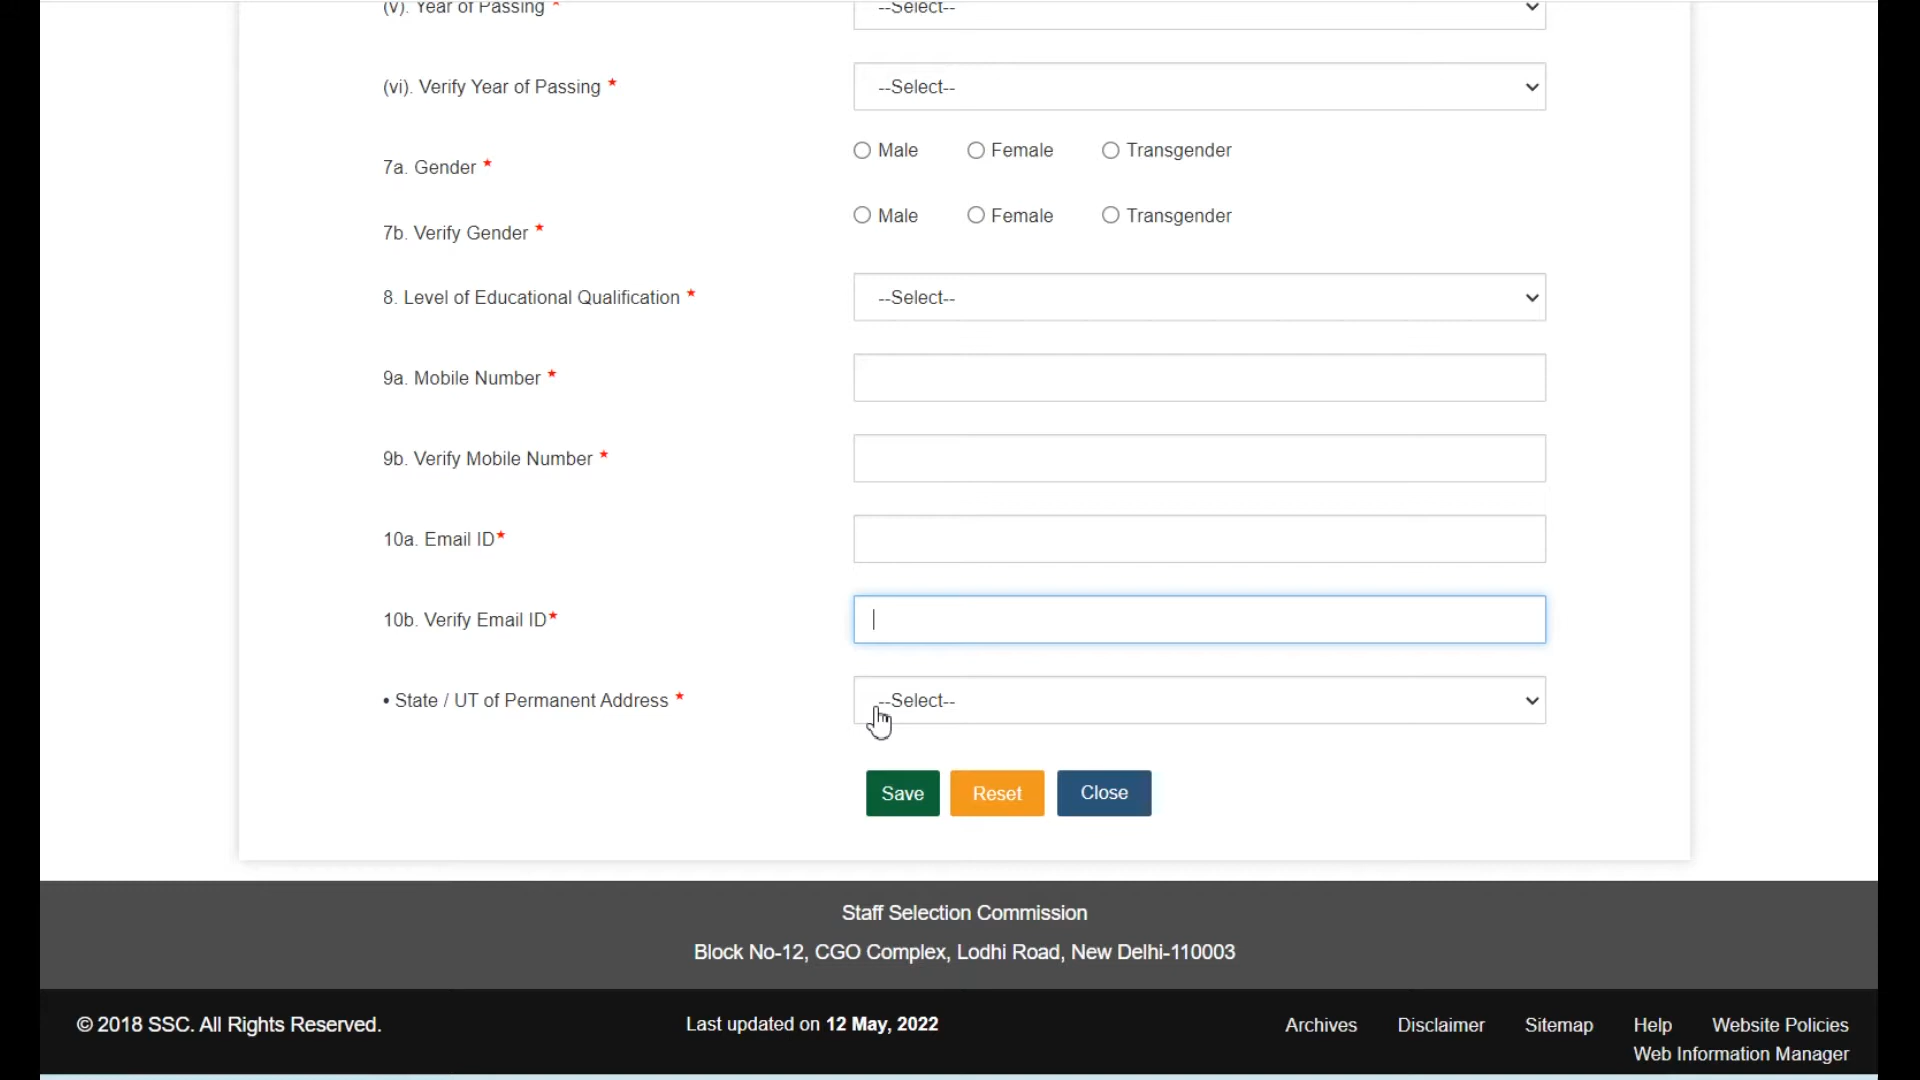 (v). Year of Passing *
--Select--
(vi). Verify Year of Passing *
--Select--
7a. Gender *
Male Female Transgender
7b. Verify Gender *
Male Female Transgender
8. Level of Educational Qualification *
--Select--
9a. Mobile Number *
9b. Verify Mobile Number *
10a. Email ID*
10b. Verify Email ID*
• State / UT of Permanent Address *
--Select--
Save Reset Close
Staff Selection Commission
Block No-12, CGO Complex, Lodhi Road, New Delhi-110003
© 2018 SSC. All Rights Reserved.
Last updated on 12 May, 2022
Archives Disclaimer Sitemap Help Website Policies
Web Information Manager